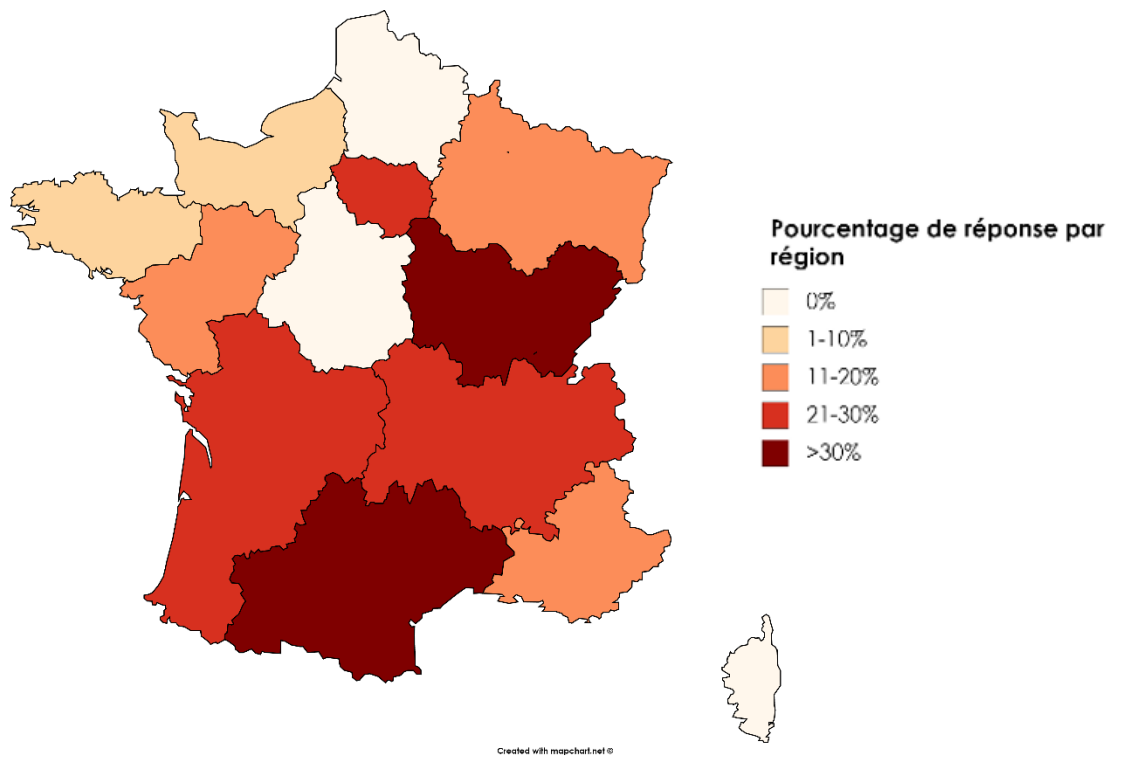 Pourcentage de réponse par
région
0%
1-10%
11-20%
21-30%
>30%
Created with mapchart.net ©